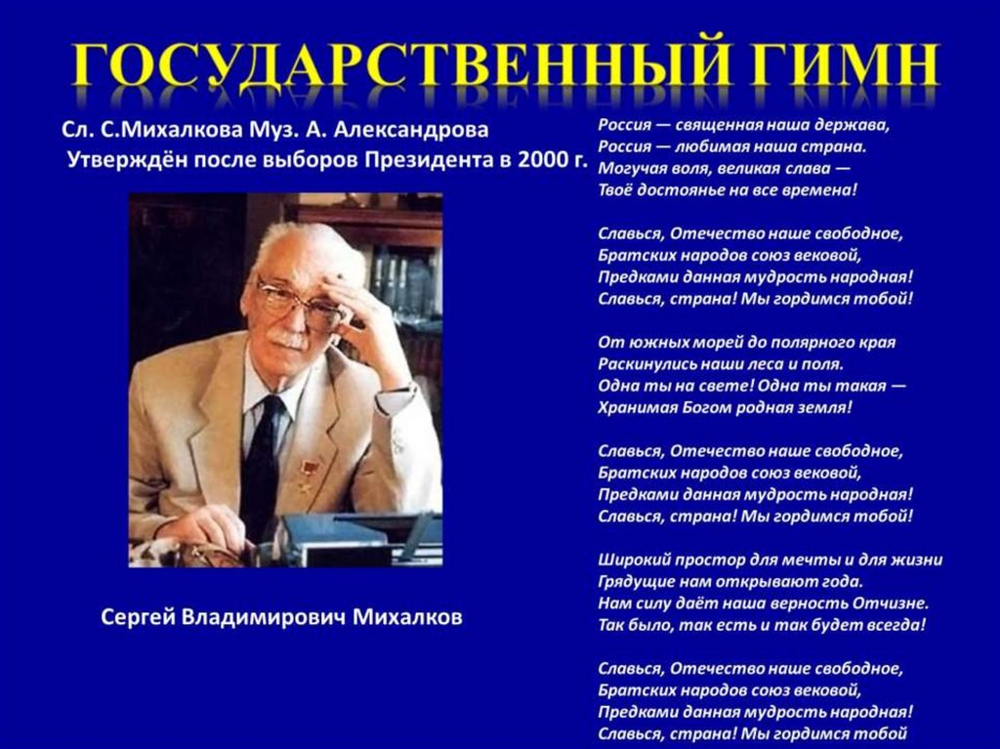 ГОСУДАРСТВЕННЫЙ ГИМН
Сл. С.Михалкова Муз. А. Александрова
Утверждён после выборов Президента в 2000 г.
Сергей Владимирович Михалков
Россия — священная наша держава,
Россия — любимая наша страна.
Могучая воля, великая слава —
Твоё достоянье на все времена!
Славься, Отечество наше свободное,
Братских народов союз вековой,
Предками данная мудрость народная!
Славься, страна! Мы гордимся тобой!
От южных морей до полярного края
Раскинулись наши леса и поля.
Одна ты на свете! Одна ты такая —
Хранимая Богом родная земля!
Славься, Отечество наше свободное,
Братских народов союз вековой,
Предками данная мудрость народная!
Славься, страна! Мы гордимся тобой!
Широкий простор для мечты и для жизни
Грядущие нам открывают года.
Нам силу даёт наша верность Отчизне.
Так было, так есть и так будет всегда!
Славься, Отечество наше свободное,
Братских народов союз вековой,
Предками данная мудрость народная!
Славься, страна! Мы гордимся тобой